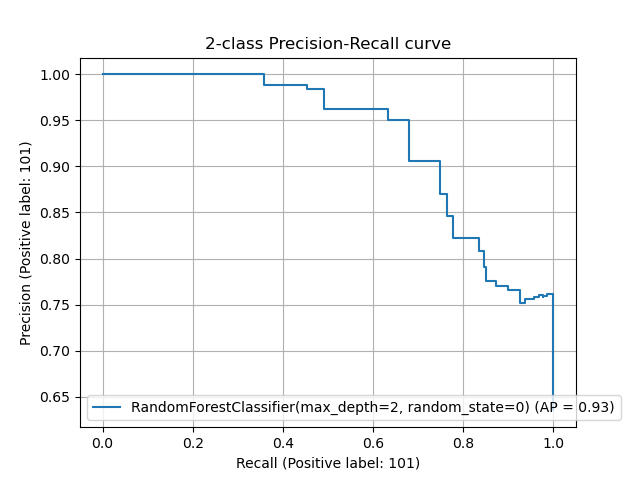 2-class Precision-Recall curve
Precision (Positive label: 101)
1.00
0.95
0.90
0.85
0.80
0.75
0.70
0.65
RandomForestClassifier(max_depth=2, random_state=0) (AP = 0.93)
0.0 0.2 0.4 0.6 0.8 1.0
Recall (Positive label: 101)